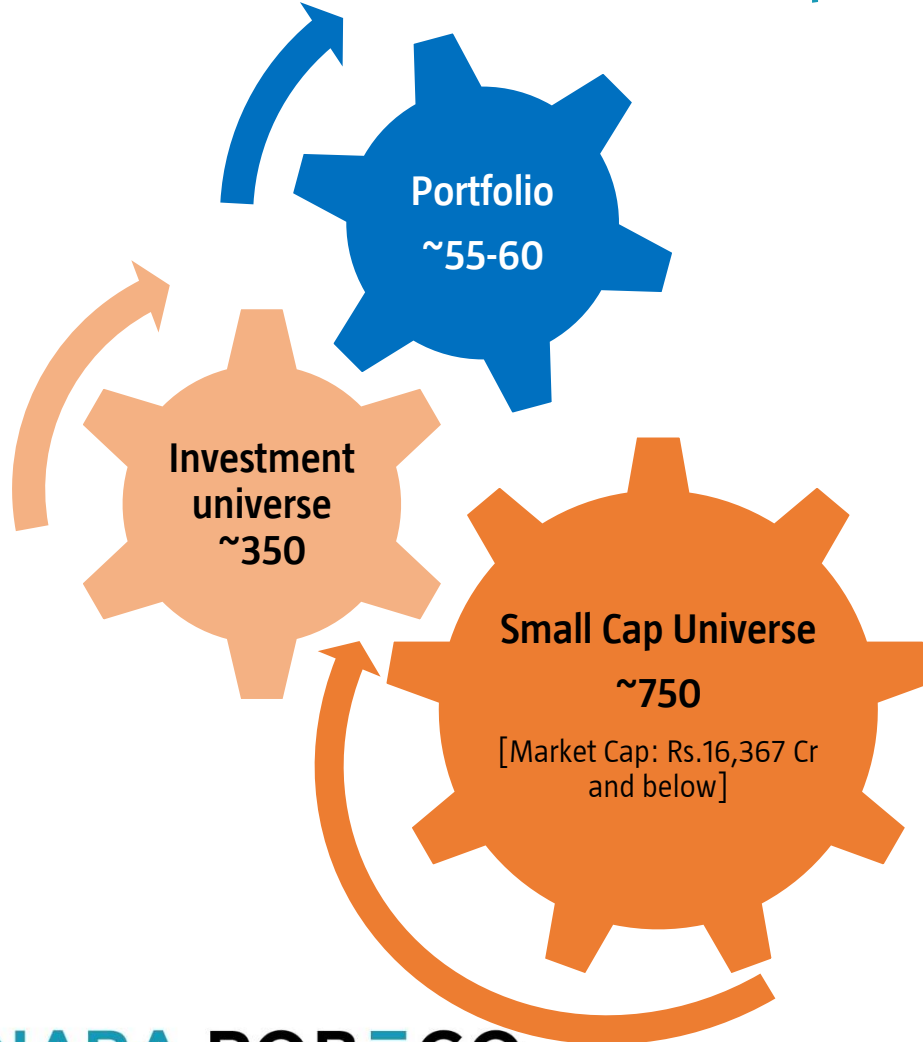 Portfolio
~55-60
Investment
universe
~350
Small Cap Universe
~750
[Market Cap: Rs.16,367 Cr
and below]